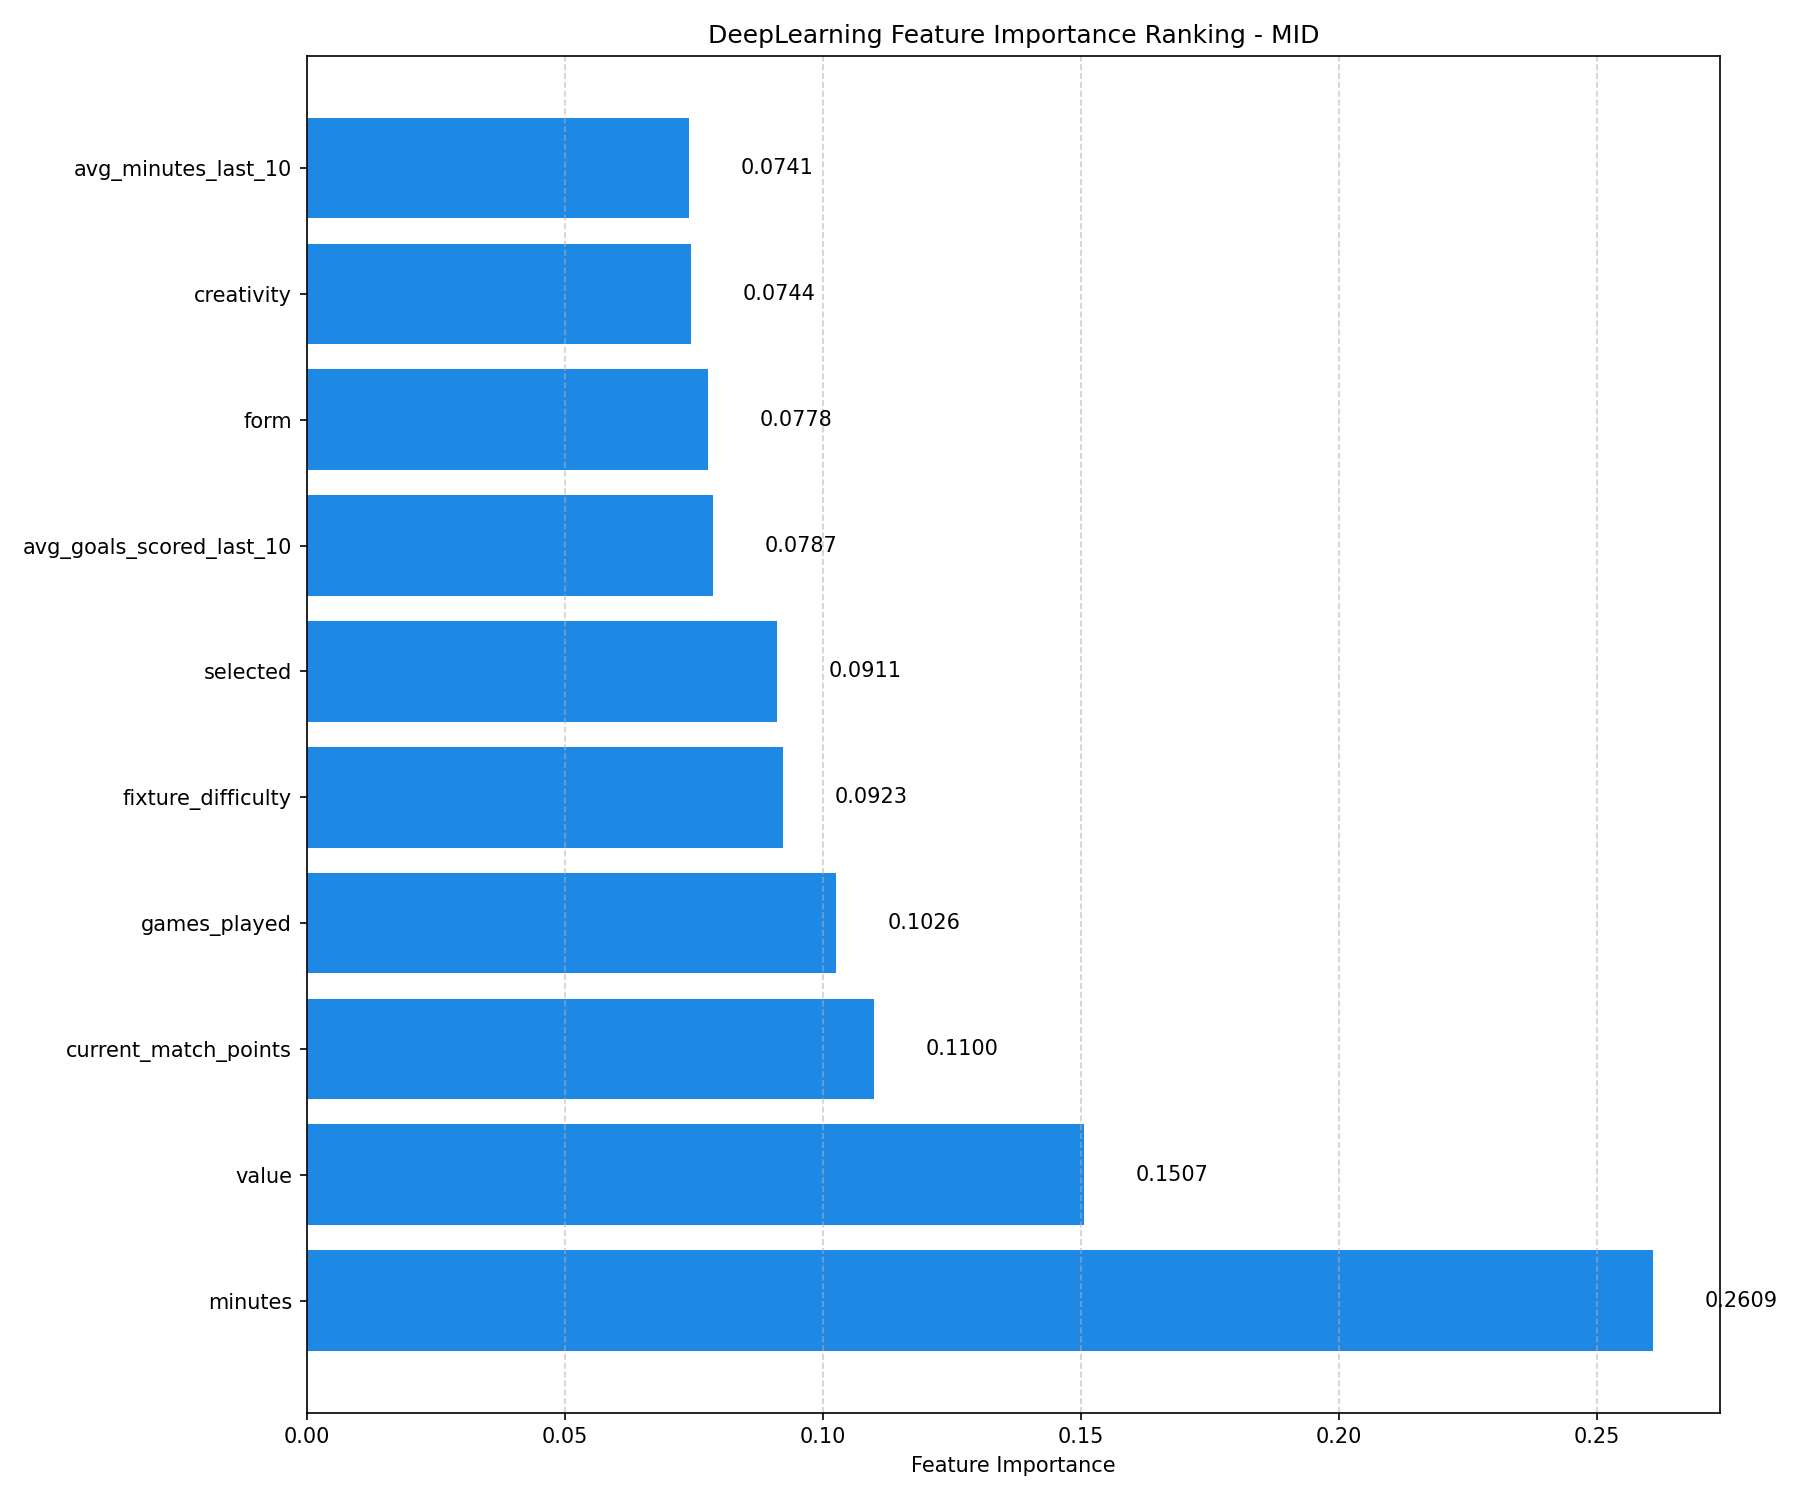 DeepLearning Feature Importance Ranking - MID
avg_minutes_last_10 0.0741
creativity 0.0744
form 0.0778
avg_goals_scored_last_10 0.0787
selected 0.0911
fixture_difficulty 0.0923
games_played 0.1026
current_match_points 0.1100
value 0.1507
minutes 0.2609
0.00 0.05 0.10 0.15 0.20 0.25
Feature Importance